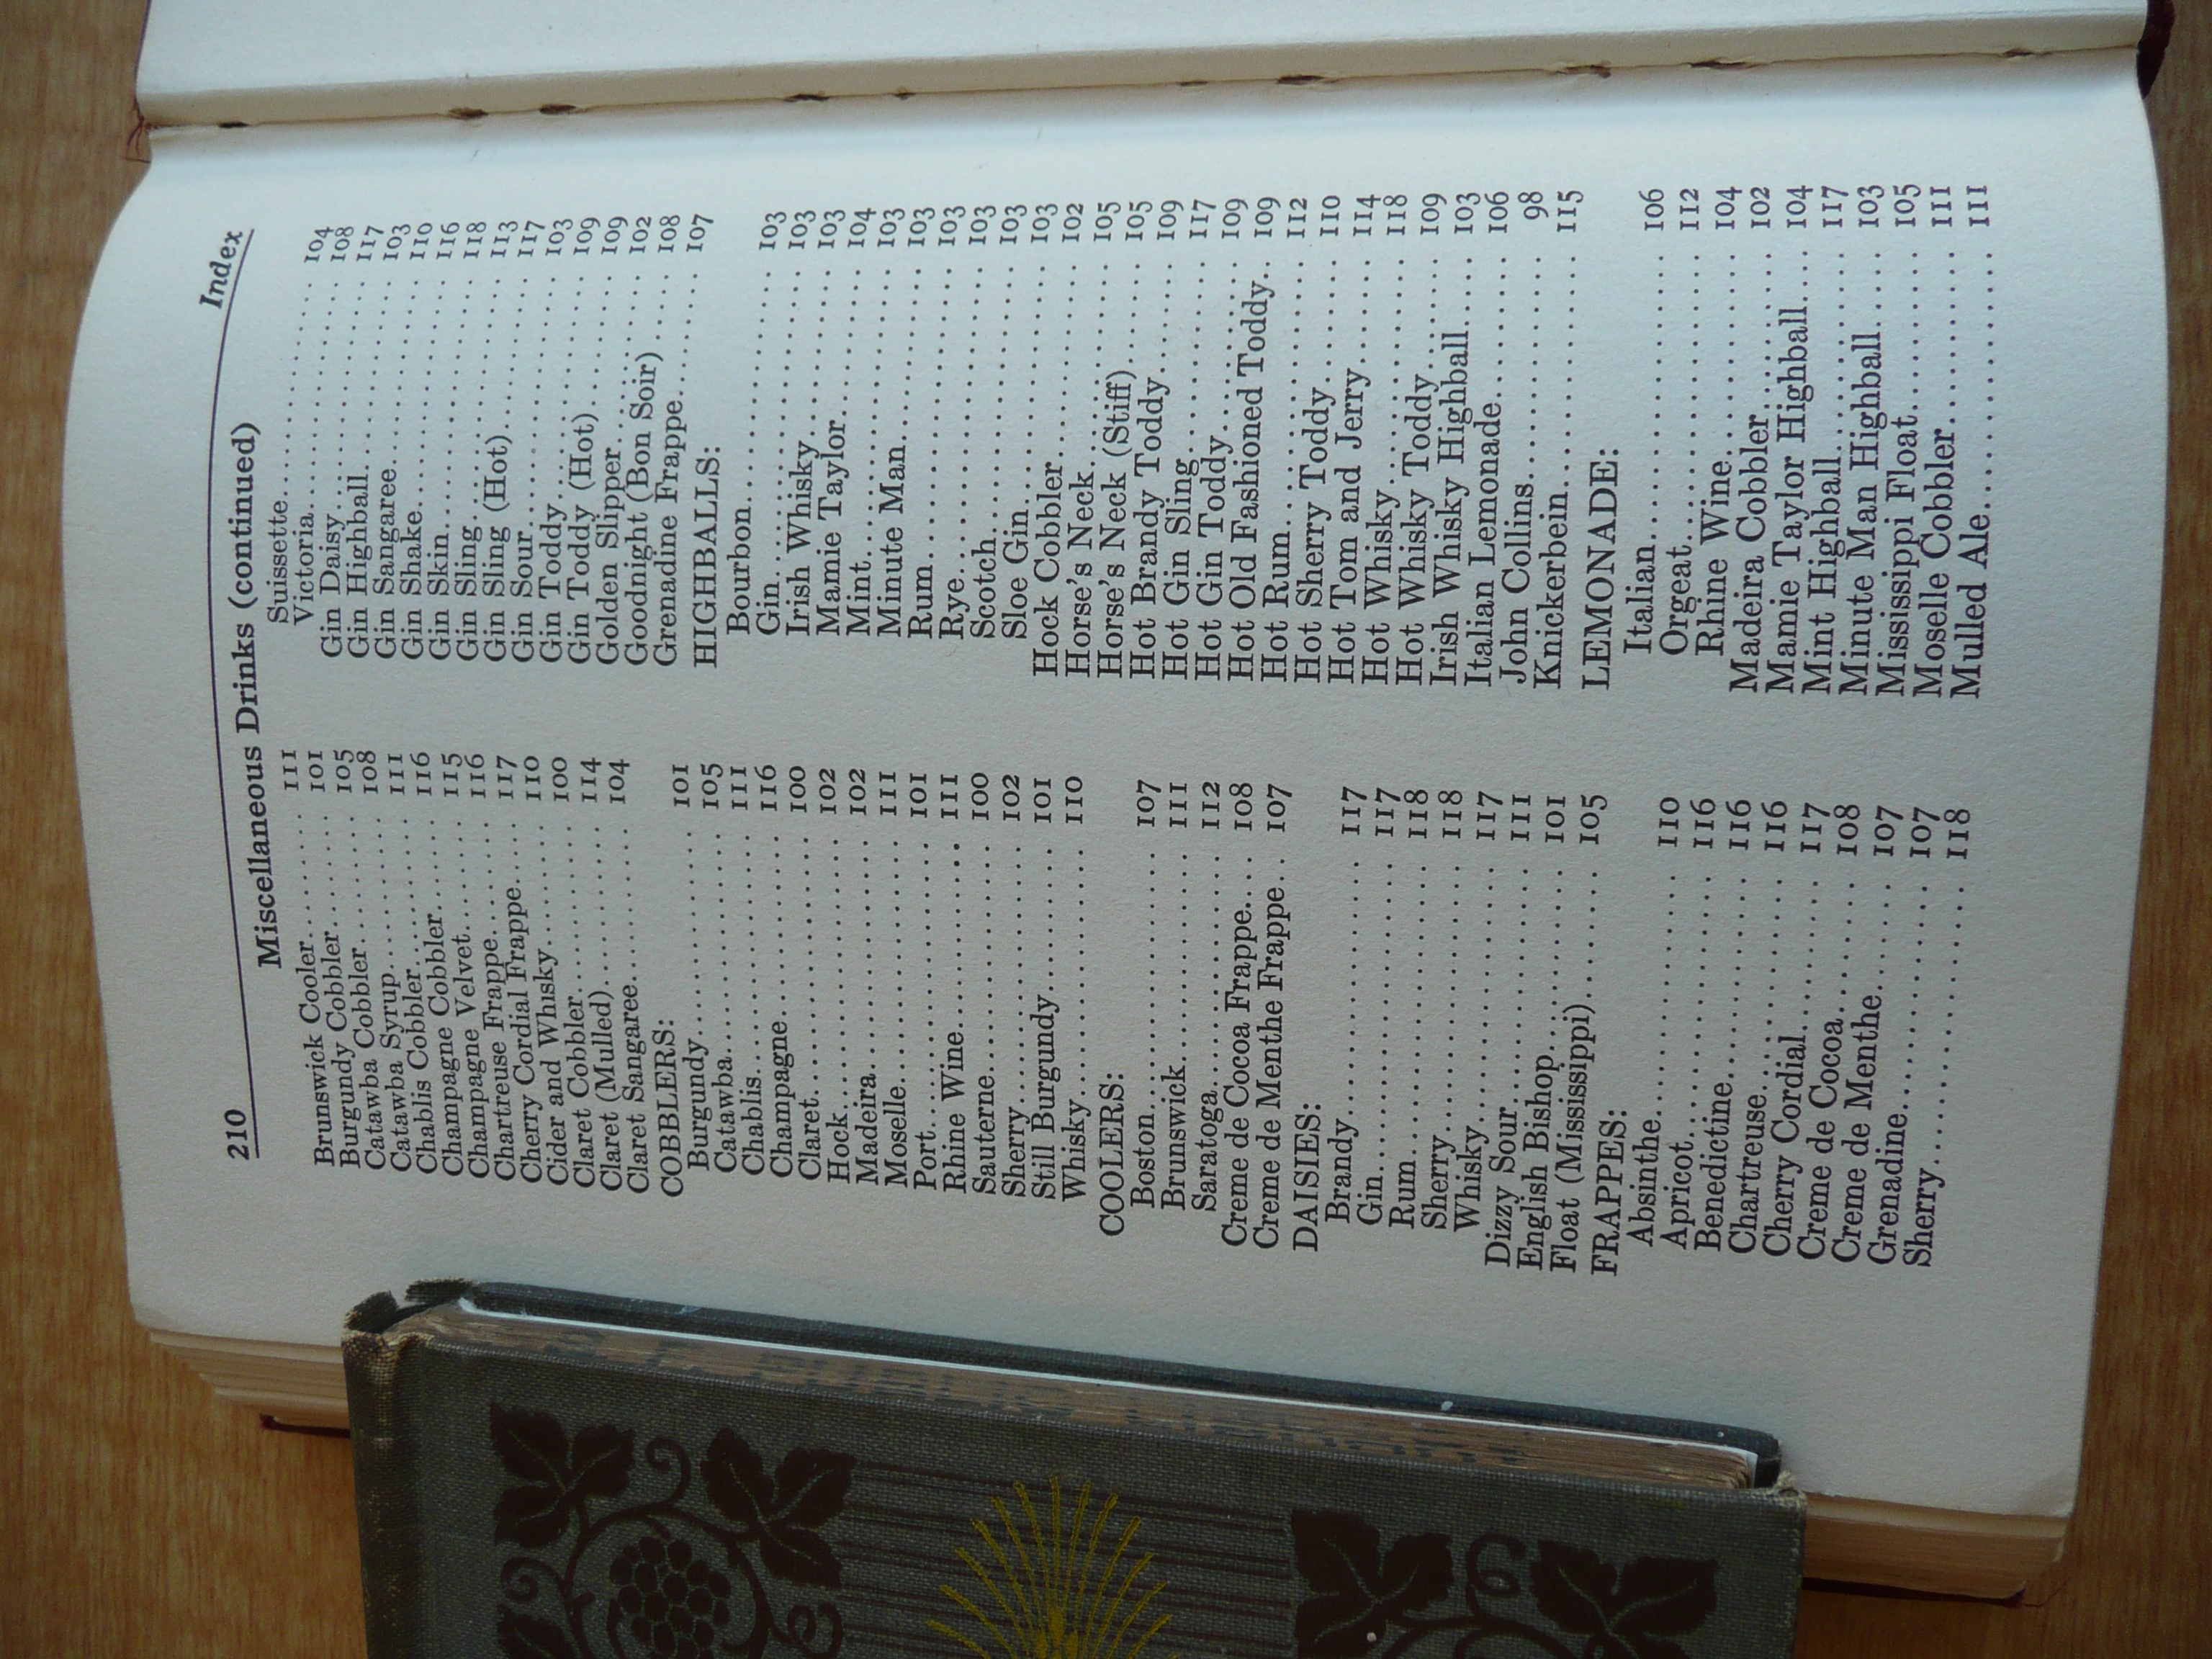 210
Index
Miscellaneous Drinks (continued)
Brunswick Cooler........ 111
Burgundy Cobbler........ 101
Catawba Cobbler......... 105
Catawba Syrup........... 108
Chablis Cobbler......... 111
Champagne Cobbler....... 116
Champagne Velvet........ 115
Chartreuse Frappe....... 116
Cherry Cordial Frappe.... 117
Cider and Whisky........ 110
Claret Cobbler.......... 100
Claret (Mulled)......... 114
Claret Sangaree......... 104
COBBLERS:
Burgundy.............. 101
Catawba............... 105
Chablis............... 111
Champagne............. 116
Claret................ 100
Hock.................. 102
Madeira............... 102
Moselle............... 111
Port.................. 101
Rhine Wine............ 111
Sauterne.............. 100
Sherry................ 102
Still Burgundy........ 101
Whisky................ 110
COOLERS:
Boston................ 107
Brunswick............. 111
Saratoga.............. 112
Creme de Cocoa Frappe... 108
Creme de Menthe Frappe.. 107
DAISIES:
Brandy................ 117
Gin................... 117
Rum................... 118
Sherry................ 118
Whisky................ 117
Dizzy Sour.............. 111
English Bishop.......... 101
Float (Mississippi)..... 105
FRAPPES:
Absinthe.............. 110
Apricot............... 116
Benedictine........... 116
Chartreuse............ 116
Cherry Cordial........ 117
Creme de Cocoa........ 108
Creme de Menthe....... 107
Grenadine............. 107
Sherry................ 118
Suissette............. 104
Victoria.............. 108
Gin Daisy............... 117
Gin Highball............ 103
Gin Sangaree............ 110
Gin Shake............... 116
Gin Skin................ 118
Gin Sling............... 113
Gin Sling (Hot)......... 117
Gin Sour................ 103
Gin Toddy............... 109
Gin Toddy (Hot)......... 109
Golden Slipper.......... 102
Goodnight (Bon Soir).... 108
Grenadine Frappe........ 107
HIGHBALLS:
Bourbon............... 103
Gin................... 103
Irish Whisky.......... 103
Mamie Taylor.......... 104
Mint.................. 103
Minute Man............ 103
Rum................... 103
Rye................... 103
Scotch................ 103
Sloe Gin.............. 103
Hock Cobbler............ 102
Horse's Neck............ 105
Horse's Neck (Stiff).... 105
Hot Brandy Toddy........ 109
Hot Gin Sling........... 117
Hot Gin Toddy........... 109
Hot Old Fashioned Toddy.. 109
Hot Rum................. 112
Hot Sherry Toddy........ 110
Hot Tom and Jerry....... 114
Hot Whisky.............. 118
Hot Whisky Toddy........ 109
Irish Whisky Highball.... 103
Italian Lemonade........ 106
John Collins............ 98
Knickerbein............. 115
LEMONADE:
Italian............... 106
Orgeat................ 112
Rhine Wine............ 104
Madeira Cobbler......... 102
Mamie Taylor Highball.... 104
Mint Highball........... 117
Minute Man Highball..... 103
Mississippi Float....... 105
Moselle Cobbler......... 111
Mulled Ale.............. 111
PUBLIC LIBRARY